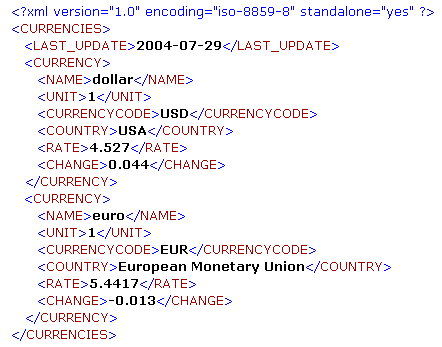 <?xml version="1.0" encoding="iso-8859-8" standalone="yes" ?>
<CURRENCIES>
<LAST_UPDATE>2004-07-29</LAST_UPDATE>
<CURRENCY>
<NAME>dollar</NAME>
<UNIT>1</UNIT>
<CURRENCYCODE>USD</CURRENCYCODE>
<COUNTRY>USA</COUNTRY>
<RATE>4.527</RATE>
<CHANGE>0.044</CHANGE>
</CURRENCY>
<CURRENCY>
<NAME>euro</NAME>
<UNIT>1</UNIT>
<CURRENCYCODE>EUR</CURRENCYCODE>
<COUNTRY>European Monetary Union</COUNTRY>
<RATE>5.4417</RATE>
<CHANGE>-0.013</CHANGE>
</CURRENCY>
</CURRENCIES>